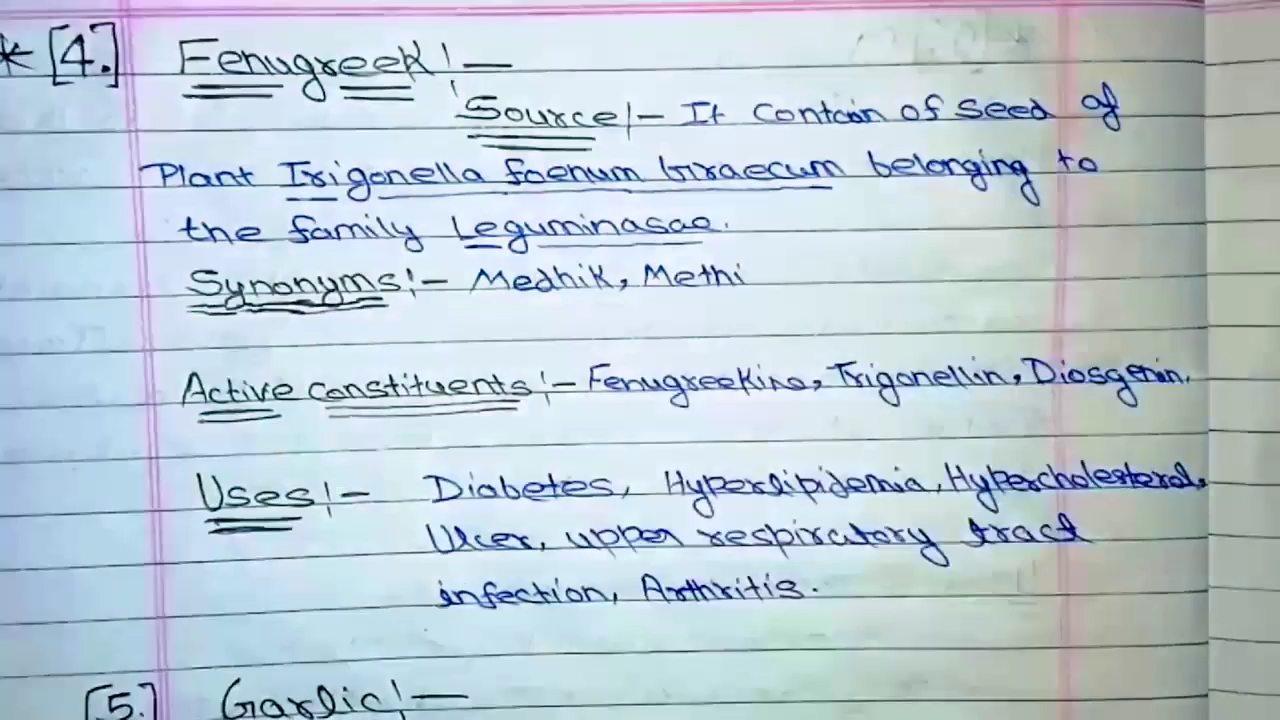 * [4.] Fenugreek :-
Source :- It Contain of Seed of
Plant Trigonella foenum Graecum belonging to
the family Leguminasae.
Synonyms :- Medhik, Methi
Active constituents :- Fenugreekine, Trigonellin, Diosgenin.
Uses :- Diabetes, Hyperlipidemia, Hypercholesterol,
Ulcer, upper respiratory tract
infection, Arthritis.
[5.] Garlic :-